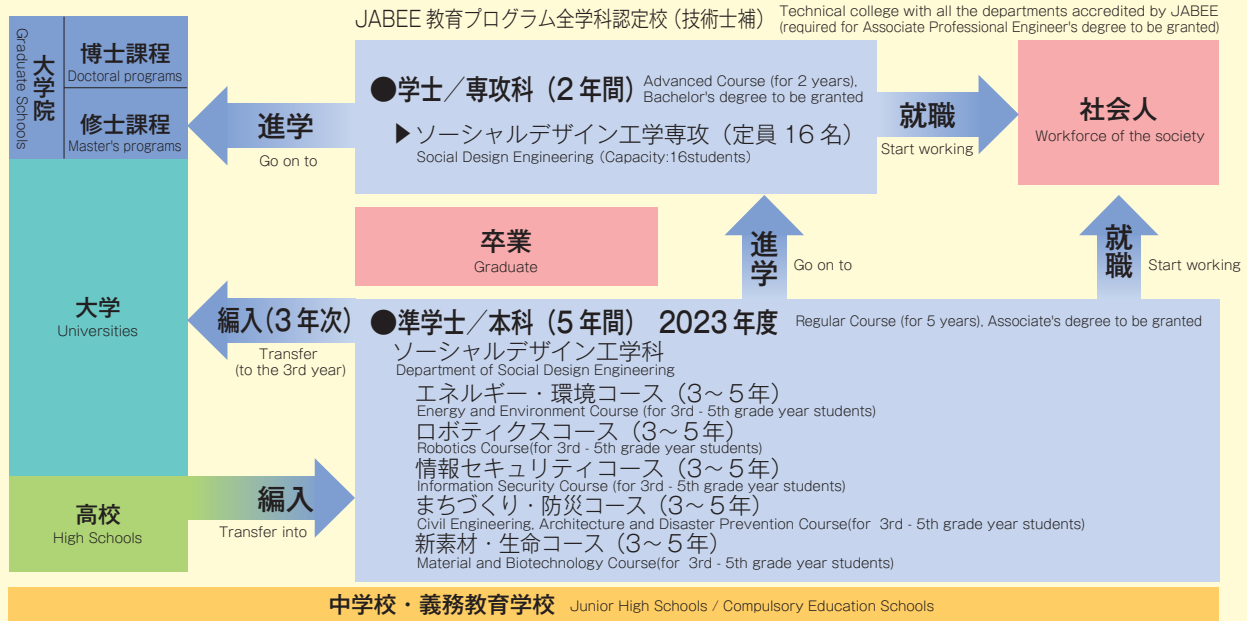 JABEE 教育プログラム全学科認定校(技術士補)
Technical college with all the departments accredited by JABEE
(required for Associate Professional Engineer's degree to be granted)
大学院
Graduate Schools
博士課程
Doctoral programs
修士課程
Master's programs
進学
Go on to
●学士／専攻科（2 年間）
Advanced Course (for 2 years),
Bachelor's degree to be granted
▶ソーシャルデザイン工学専攻（定員 16 名）
Social Design Engineering (Capacity:16students)
就職
Start working
社会人
Workforce of the society
卒業
Graduate
進学
Go on to
就職
Start working
大学
Universities
編入(3 年次)
Transfer
(to the 3rd year)
●準学士／本科（5 年間） 2023 年度
Regular Course (for 5 years), Associate's degree to be granted
ソーシャルデザイン工学科
Department of Social Design Engineering
エネルギー・環境コース（3～5 年）
Energy and Environment Course (for 3rd - 5th grade year students)
ロボティクスコース（3～5 年）
Robotics Course(for 3rd - 5th grade year students)
情報セキュリティコース（3～5 年）
Information Security Course (for 3rd - 5th grade year students)
まちづくり・防災コース（3～5 年）
Civil Engineering, Architecture and Disaster Prevention Course(for 3rd - 5th grade year students)
新素材・生命コース（3～5 年）
Material and Biotechnology Course(for 3rd - 5th grade year students)
高校
High Schools
編入
Transfer into
中学校・義務教育学校 Junior High Schools / Compulsory Education Schools